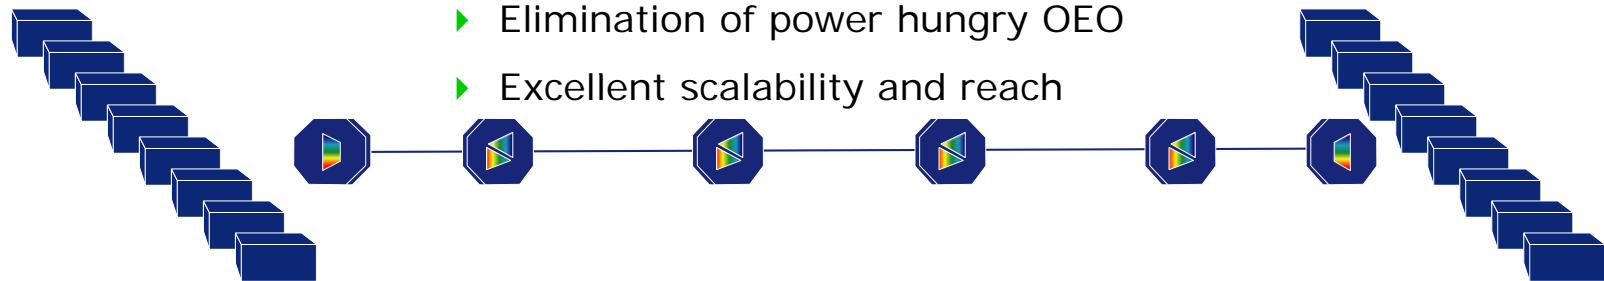 Elimination of power hungry OEO
Excellent scalability and reach